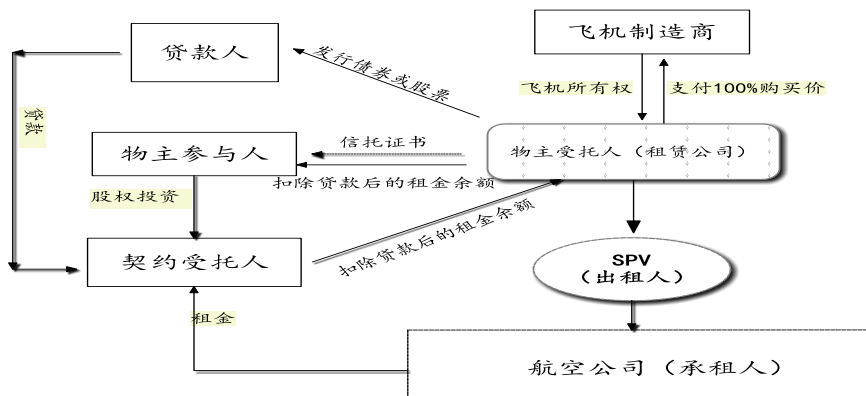 贷款人
飞机制造商
发行债券或股票
飞机所有权
支付100%购买价
贷款
物主参与人
信托证书
物主受托人（租赁公司）
扣除贷款后的租金余额
股权投资
扣除贷款后的租金余额
契约受托人
SPV
（出租人）
租金
航空公司（承租人）